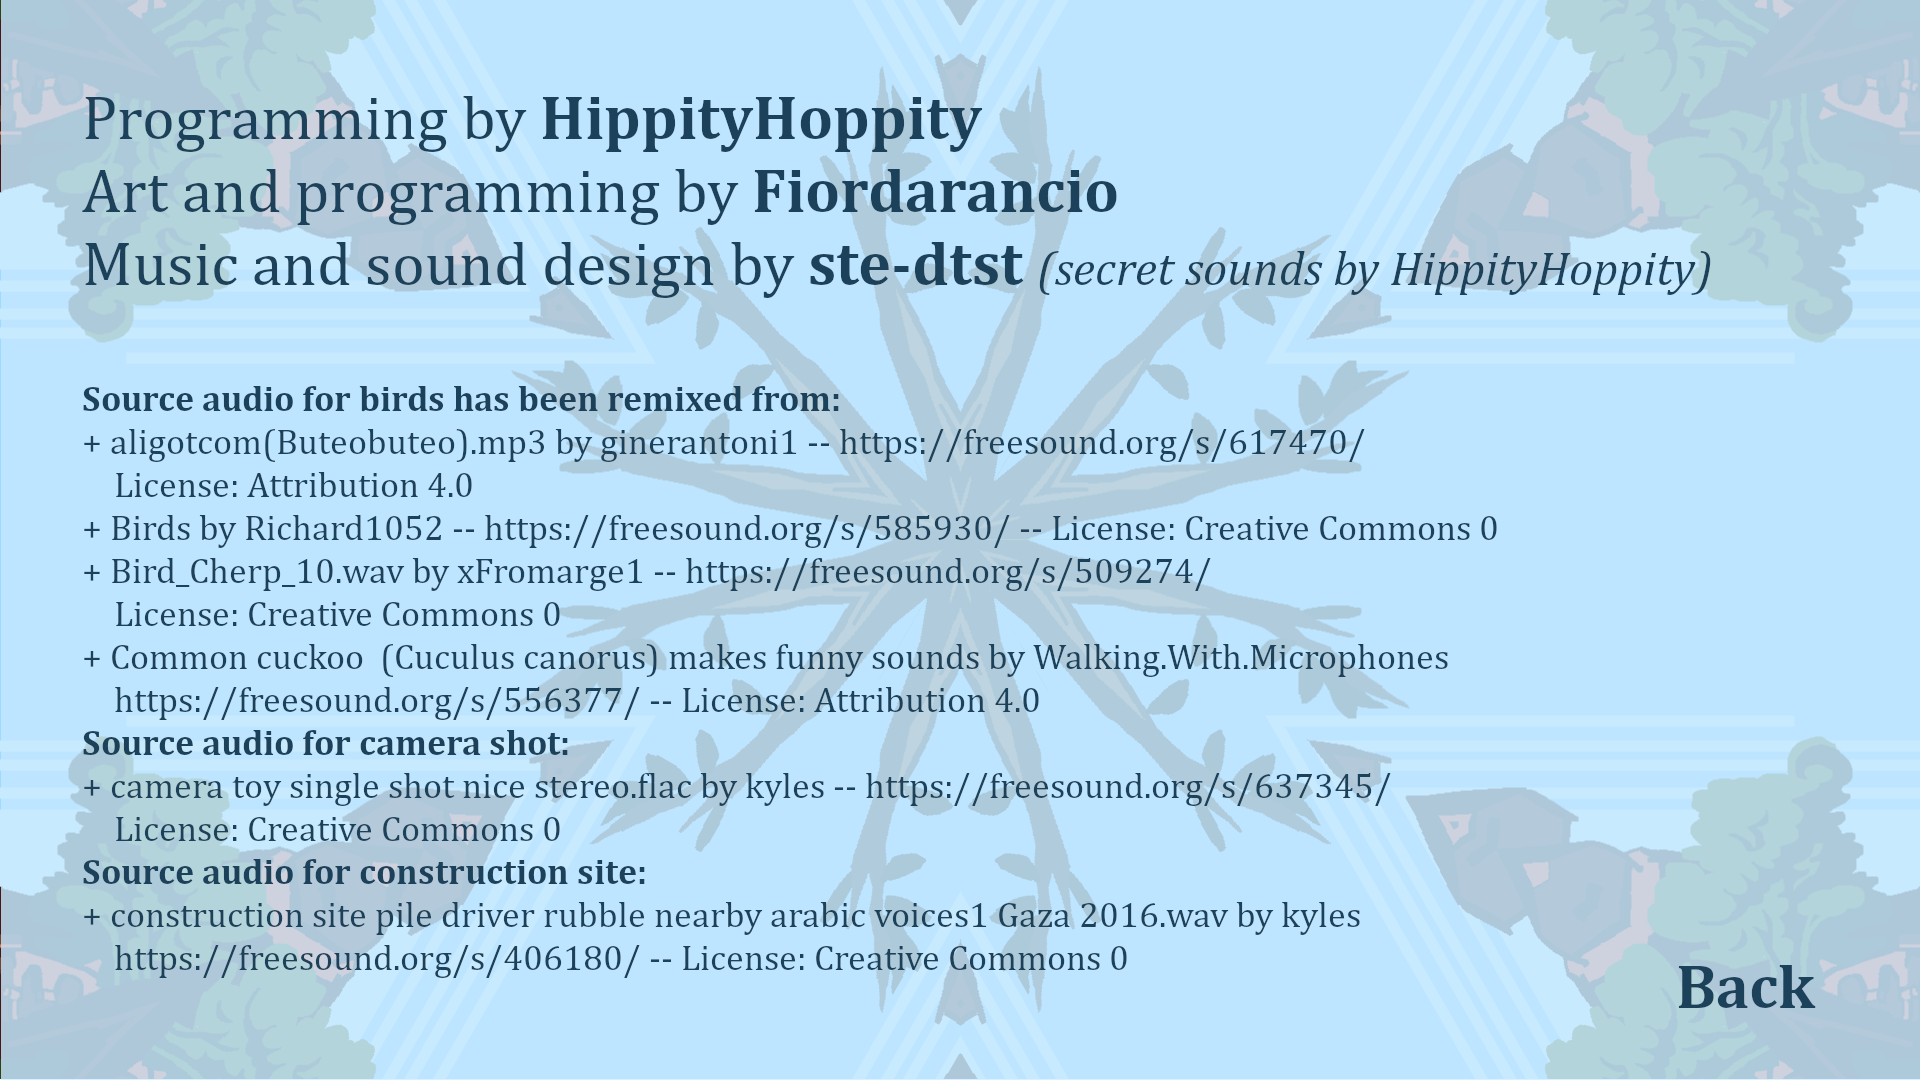 Programming by HippityHoppity
Art and programming by Fiordarancio
Music and sound design by ste-dtst (secret sounds by HippityHoppity)
Source audio for birds has been remixed from:
+ aligotcom(Buteobuteo).mp3 by ginerantoni1 -- https://freesound.org/s/617470/
License: Attribution 4.0
+ Birds by Richard1052 -- https://freesound.org/s/585930/ -- License: Creative Commons 0
+ Bird_Cherp_10.wav by xFromarge1 -- https://freesound.org/s/509274/
License: Creative Commons 0
+ Common cuckoo  (Cuculus canorus) makes funny sounds by Walking.With.Microphones
https://freesound.org/s/556377/ -- License: Attribution 4.0
Source audio for camera shot:
+ camera toy single shot nice stereo.flac by kyles -- https://freesound.org/s/637345/
License: Creative Commons 0
Source audio for construction site:
+ construction site pile driver rubble nearby arabic voices1 Gaza 2016.wav by kyles
https://freesound.org/s/406180/ -- License: Creative Commons 0
Back